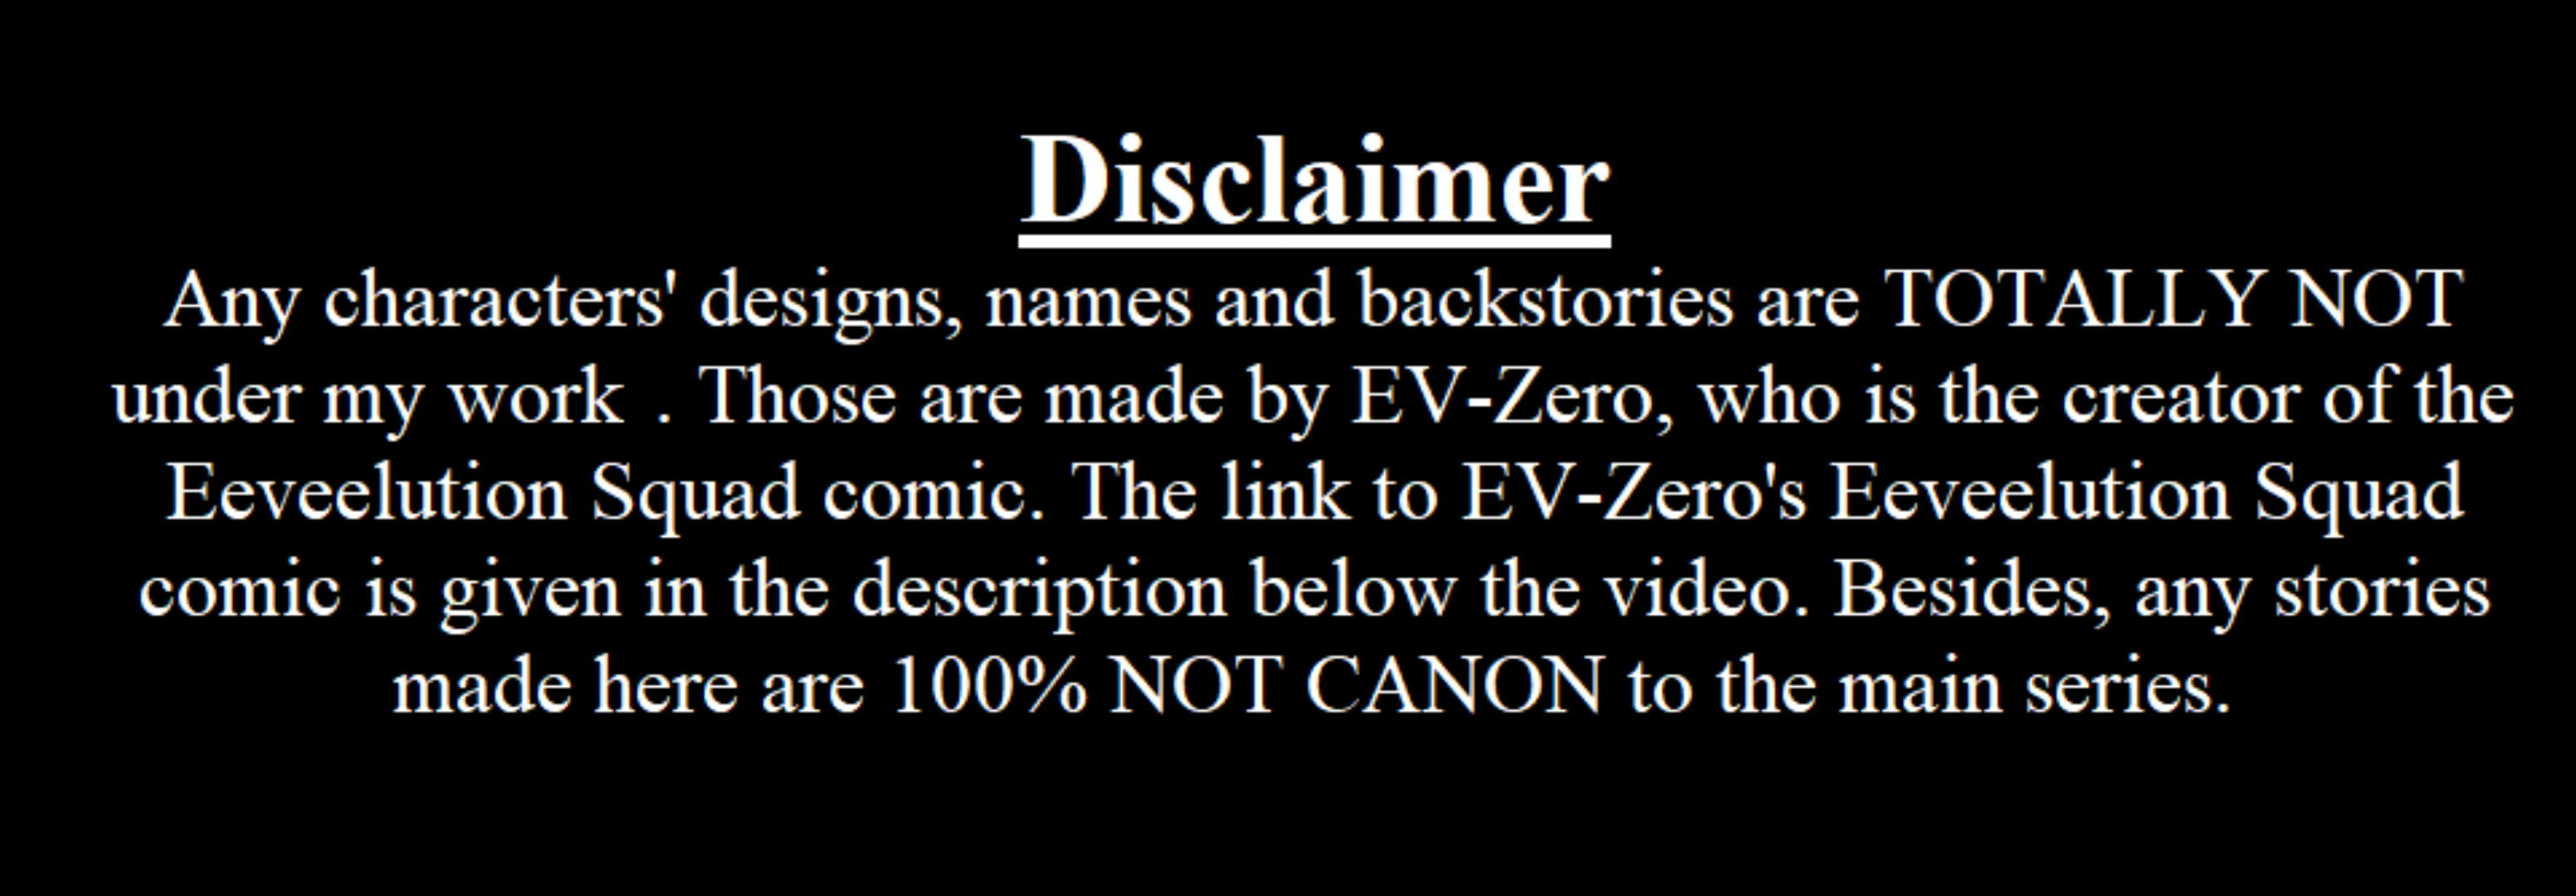 Disclaimer
Any characters' designs, names and backstories are TOTALLY NOT
under my work . Those are made by EV-Zero, who is the creator of the
Eeveelution Squad comic. The link to EV-Zero's Eeveelution Squad
comic is given in the description below the video. Besides, any stories
made here are 100% NOT CANON to the main series.